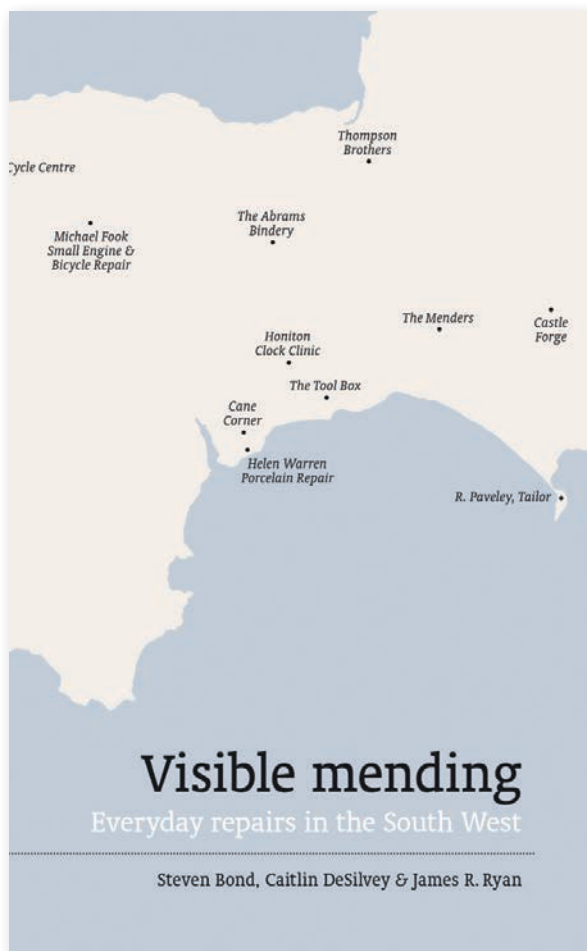 Thompson
Brothers
Cycle Centre
The Abrams
Bindery
Michael Fook
Small Engine &
Bicycle Repair
The Menders
Castle
Forge
Honiton
Clock Clinic
The Tool Box
Cane
Corner
Helen Warren
Porcelain Repair
R. Paveley, Tailor
Visible mending
Everyday repairs in the South West
Steven Bond, Caitlin DeSilvey & James R. Ryan